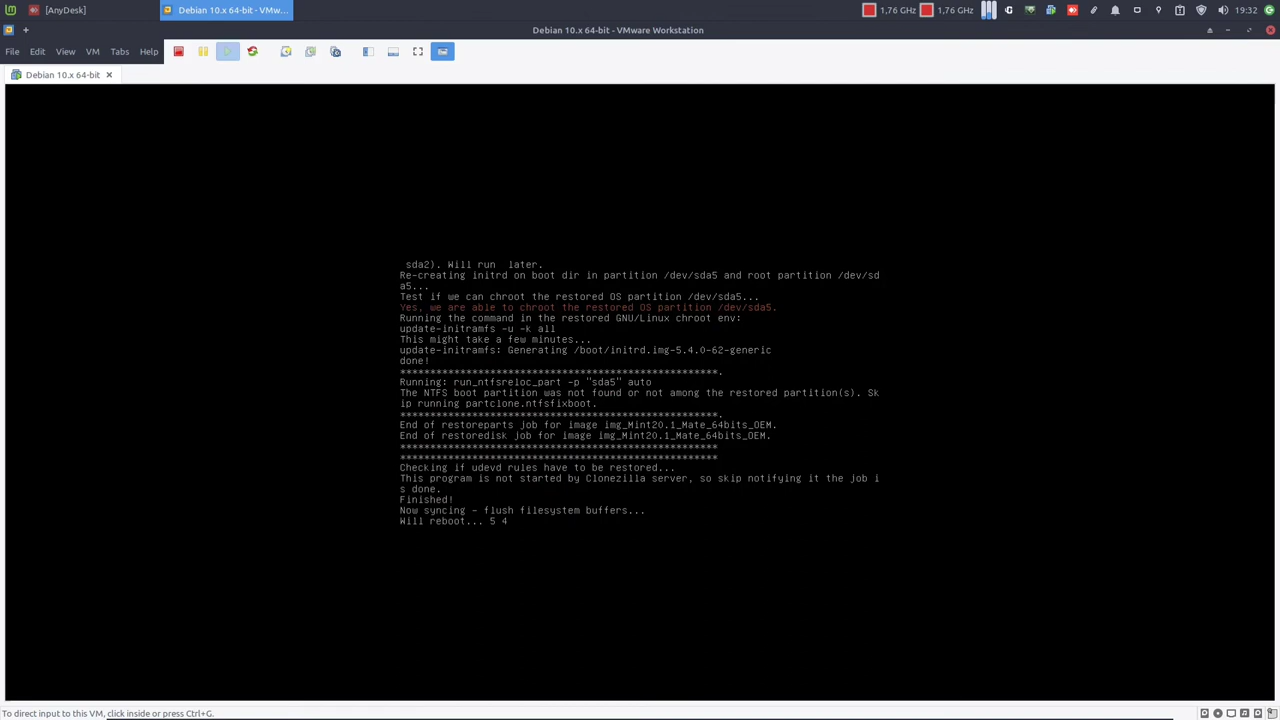 [AnyDesk]
Debian 10.x 64-bit - VMw...
1,76 GHz
1,76 GHz
19:32
Debian 10.x 64-bit - VMware Workstation
File Edit View VM Tabs Help
Debian 10.x 64-bit
sda2). Will run  later.
Re-creating initrd on boot dir in partition /dev/sda5 and root partition /dev/sd
a5...
Test if we can chroot the restored OS partition /dev/sda5...
Yes, we are able to chroot the restored OS partition /dev/sda5.
Running the command in the restored GNU/Linux chroot env:
update-initramfs -u -k all
This might take a few minutes...
update-initramfs: Generating /boot/initrd.img-5.4.0-62-generic
done!
*****************************************************.
Running: run_ntfsreloc_part -p "sda5" auto
The NTFS boot partition was not found or not among the restored partition(s). Sk
ip running partclone.ntfsfixboot.
*****************************************************.
End of restoreparts job for image img_Mint20.1_Mate_64bits_OEM.
End of restoredisk job for image img_Mint20.1_Mate_64bits_OEM.
*****************************************************
*****************************************************
Checking if udevd rules have to be restored...
This program is not started by Clonezilla server, so skip notifying it the job i
s done.
Finished!
Now syncing - flush filesystem buffers...
Will reboot... 5 4
To direct input to this VM, click inside or press Ctrl+G.